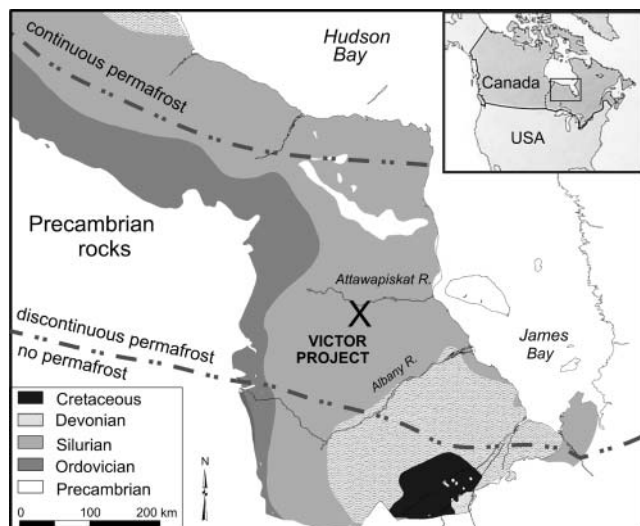 Hudson
Bay
continuous permafrost
Canada
USA
Precambrian
rocks
Attawapiskat R.
X
VICTOR
PROJECT
James
Bay
discontinuous permafrost
no permafrost
Albany R.
Cretaceous
Devonian
Silurian
Ordovician
Precambrian
N
0 100 200 km